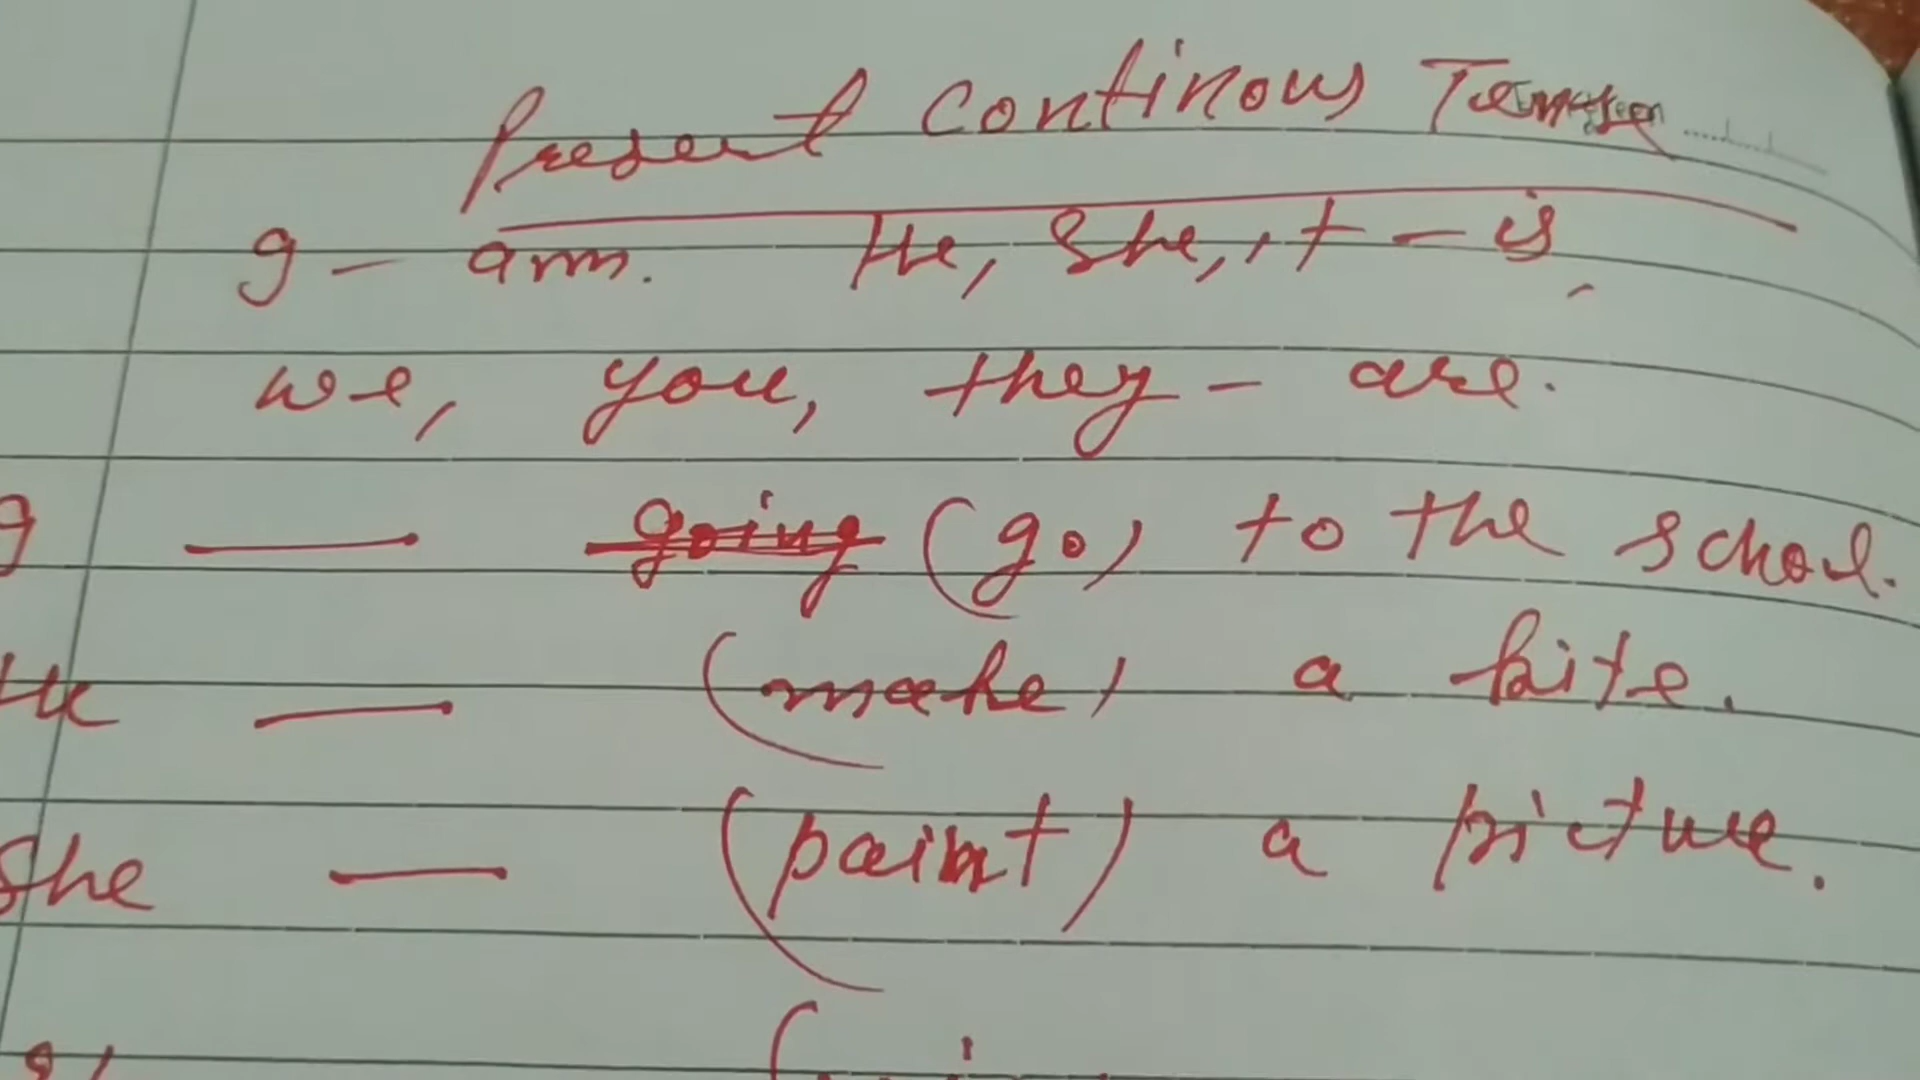 Present Continous Tense
I - am. He, She, it - is,
we, you, they - are.
I — going (go) to the school.
He — (make) a kite.
She — (paint) a picture.